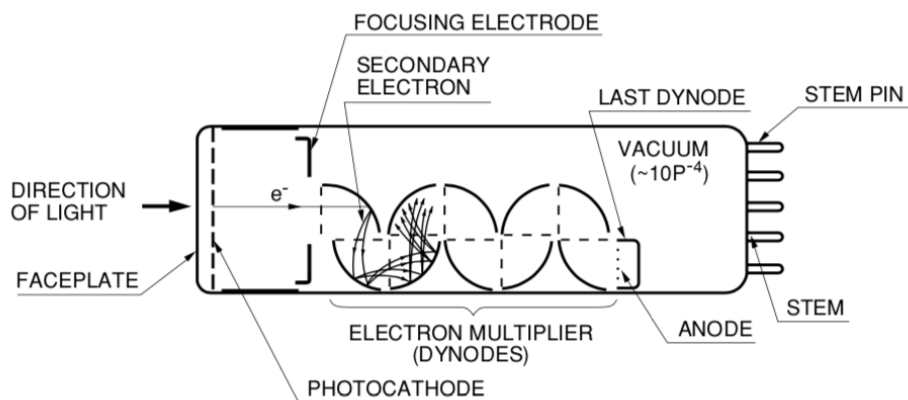 FOCUSING ELECTRODE
SECONDARY
ELECTRON
LAST DYNODE
STEM PIN
VACUUM
(~10P⁻⁴)
DIRECTION
OF LIGHT
e⁻
FACEPLATE
ELECTRON MULTIPLIER
(DYNODES)
ANODE
STEM
PHOTOCATHODE